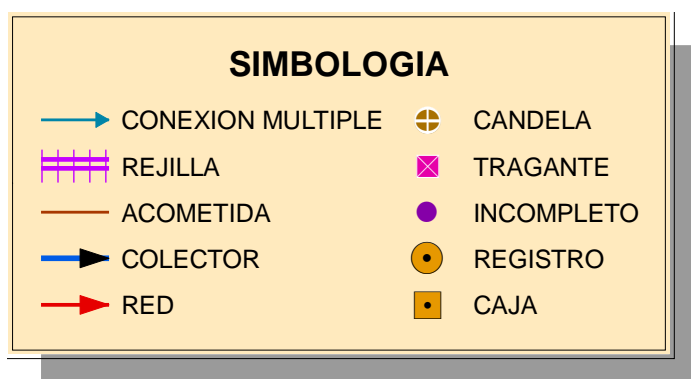 SIMBOLOGIA
CONEXION MULTIPLE
REJILLA
ACOMETIDA
COLECTOR
RED
CANDELA
TRAGANTE
INCOMPLETO
REGISTRO
CAJA